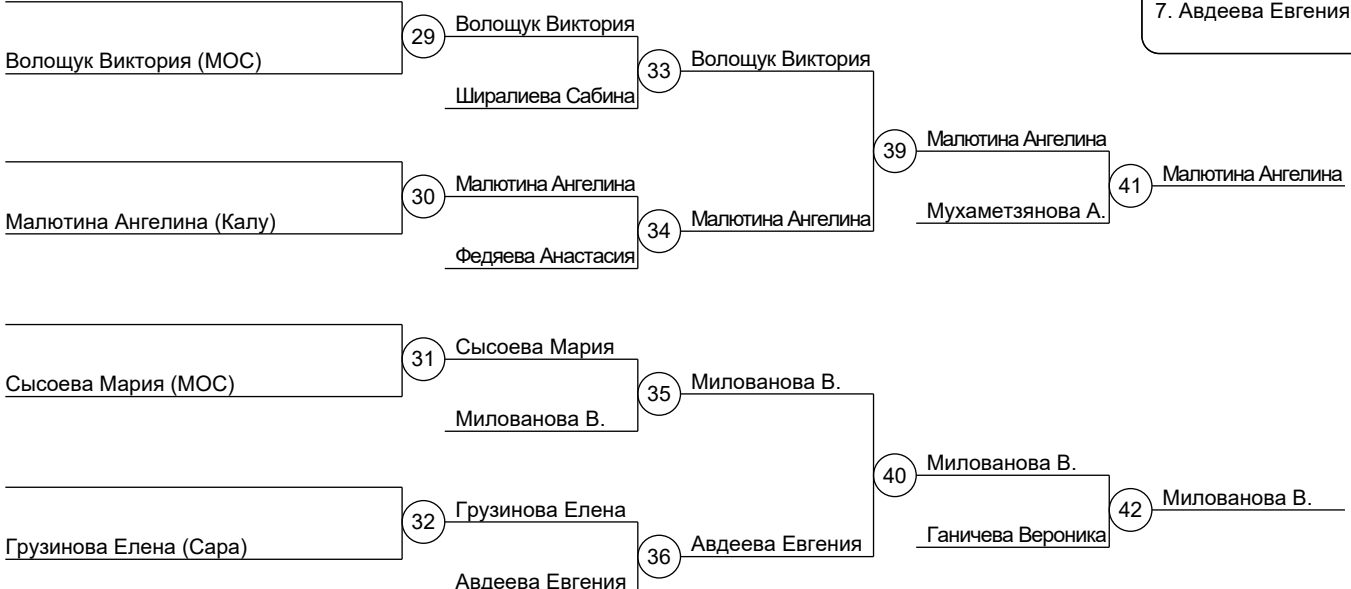 7. Авдеева Евгения
29
Волощук Виктория
Волощук Виктория (МОС)
33
Волощук Виктория
Ширалиева Сабина
39
Малютина Ангелина
30
Малютина Ангелина
41
Малютина Ангелина
Малютина Ангелина (Калу)
34
Малютина Ангелина
Мухаметзянова А.
Федяева Анастасия
31
Сысоева Мария
Сысоева Мария (МОС)
35
Милованова В.
Милованова В.
40
Милованова В.
32
Грузинова Елена
42
Милованова В.
Грузинова Елена (Сара)
36
Авдеева Евгения
Ганичева Вероника
Авдеева Евгения